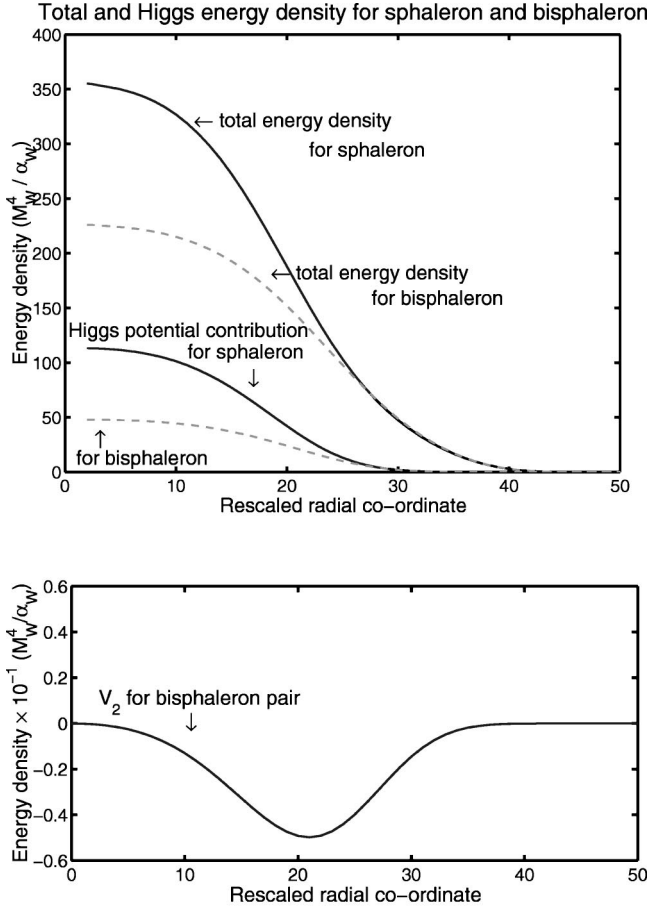 Total and Higgs energy density for sphaleron and bisphaleron
400
350
300
250
200
150
100
50
0
Energy density (M_W^4 / α_W)
← total energy density
for sphaleron
← total energy density
for bisphaleron
Higgs potential contribution
for sphaleron
↓
↑
for bisphaleron
0 10 20 30 40 50
Rescaled radial co−ordinate
0.6
0.4
0.2
0
−0.2
−0.4
−0.6
Energy density × 10^−1 (M_W^4/α_W)
V_2 for bisphaleron pair
↓
0 10 20 30 40 50
Rescaled radial co−ordinate